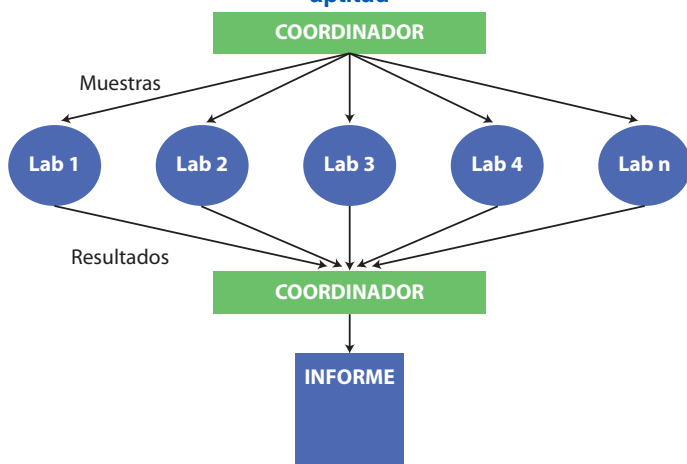 aptitud
COORDINADOR
Muestras
Lab 1
Lab 2
Lab 3
Lab 4
Lab n
Resultados
COORDINADOR
INFORME